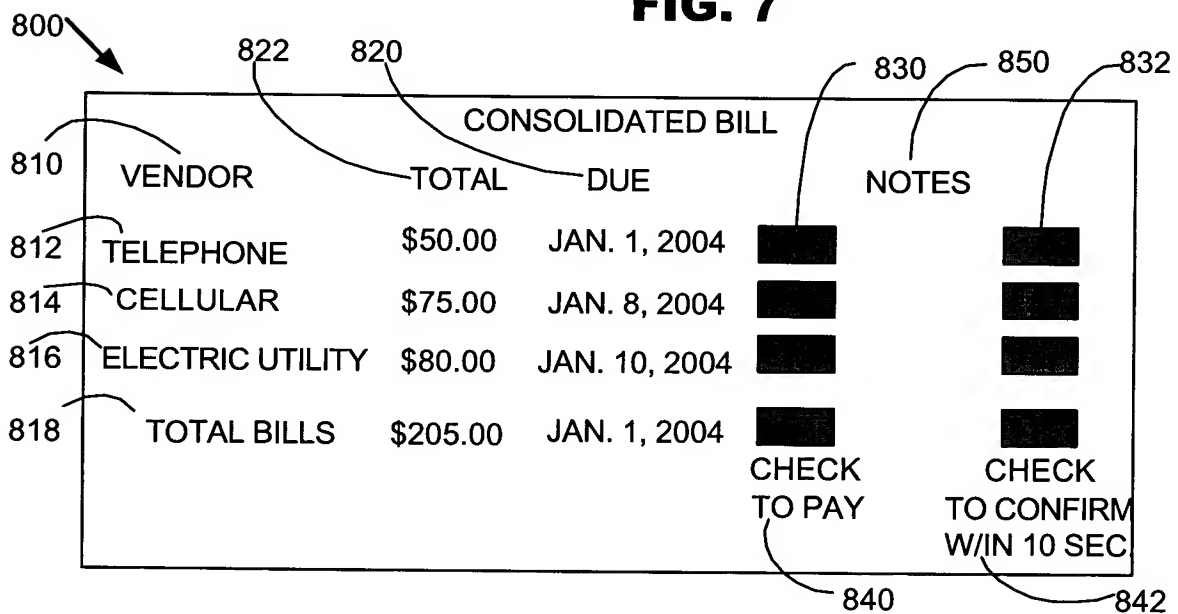 FIG. 7
800
822 820 830 850 832
CONSOLIDATED BILL
810 VENDOR TOTAL DUE NOTES
812 TELEPHONE $50.00 JAN. 1, 2004
814 CELLULAR $75.00 JAN. 8, 2004
816 ELECTRIC UTILITY $80.00 JAN. 10, 2004
818 TOTAL BILLS $205.00 JAN. 1, 2004
CHECK CHECK
TO PAY TO CONFIRM
W/IN 10 SEC
840 842